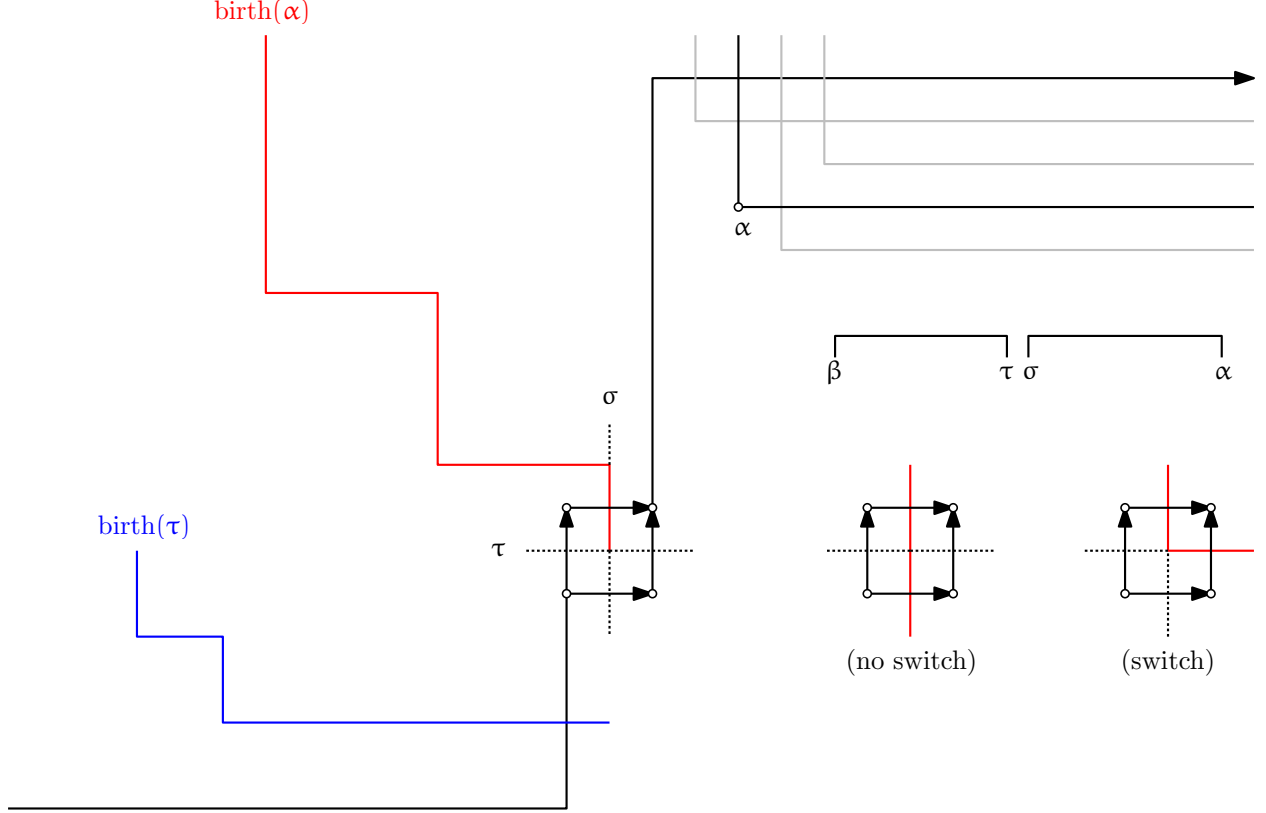 birth(α)
α
β
τ
σ
α
σ
birth(τ)
τ
(no switch)
(switch)